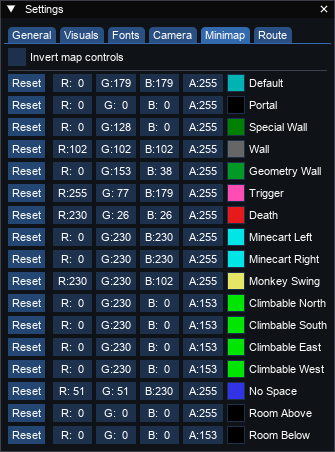 Settings
General Visuals Fonts Camera Minimap Route
Invert map controls
Reset R: 0 G:179 B:179 A:255 Default
Reset R: 0 G: 0 B: 0 A:255 Portal
Reset R: 0 G:128 B: 0 A:255 Special Wall
Reset R:102 G:102 B:102 A:255 Wall
Reset R: 0 G:153 B: 38 A:255 Geometry Wall
Reset R:255 G: 77 B:179 A:255 Trigger
Reset R:230 G: 26 B: 26 A:255 Death
Reset R: 0 G:230 B:230 A:255 Minecart Left
Reset R: 0 G:230 B:230 A:255 Minecart Right
Reset R:230 G:230 B:102 A:255 Monkey Swing
Reset R: 0 G:230 B: 0 A:153 Climbable North
Reset R: 0 G:230 B: 0 A:153 Climbable South
Reset R: 0 G:230 B: 0 A:153 Climbable East
Reset R: 0 G:230 B: 0 A:153 Climbable West
Reset R: 51 G: 51 B:230 A:255 No Space
Reset R: 0 G: 0 B: 0 A:255 Room Above
Reset R: 0 G: 0 B: 0 A:153 Room Below